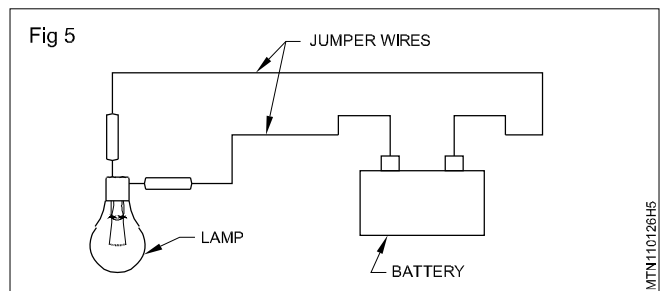 Fig 5
JUMPER WIRES
LAMP
BATTERY
MTN110126H5